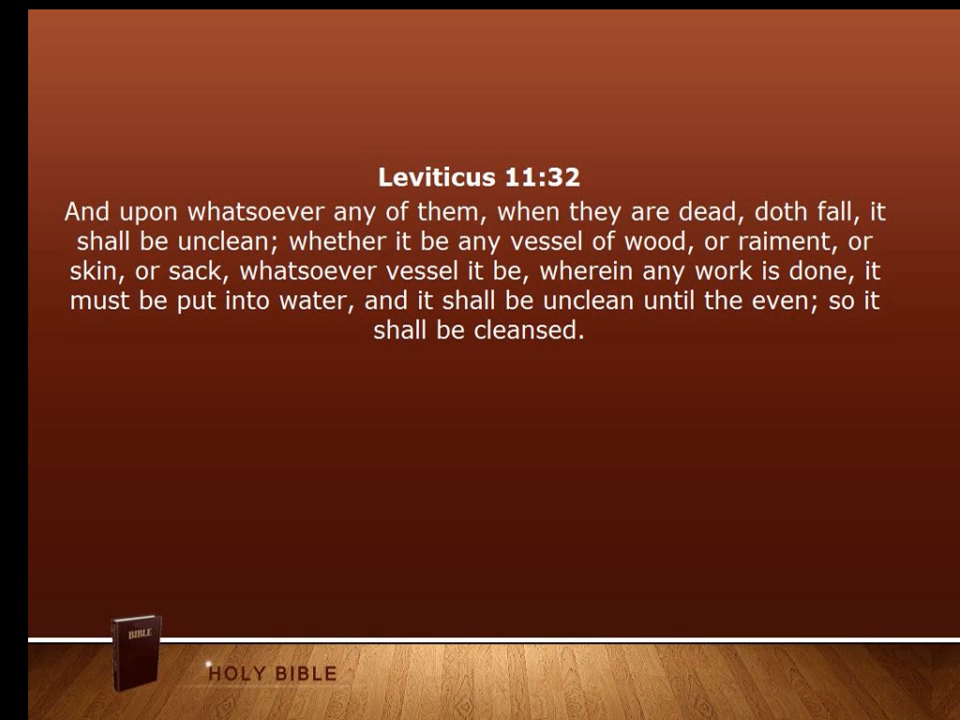 Leviticus 11:32
And upon whatsoever any of them, when they are dead, doth fall, it
shall be unclean; whether it be any vessel of wood, or raiment, or
skin, or sack, whatsoever vessel it be, wherein any work is done, it
must be put into water, and it shall be unclean until the even; so it
shall be cleansed.
BIBLE
HOLY BIBLE